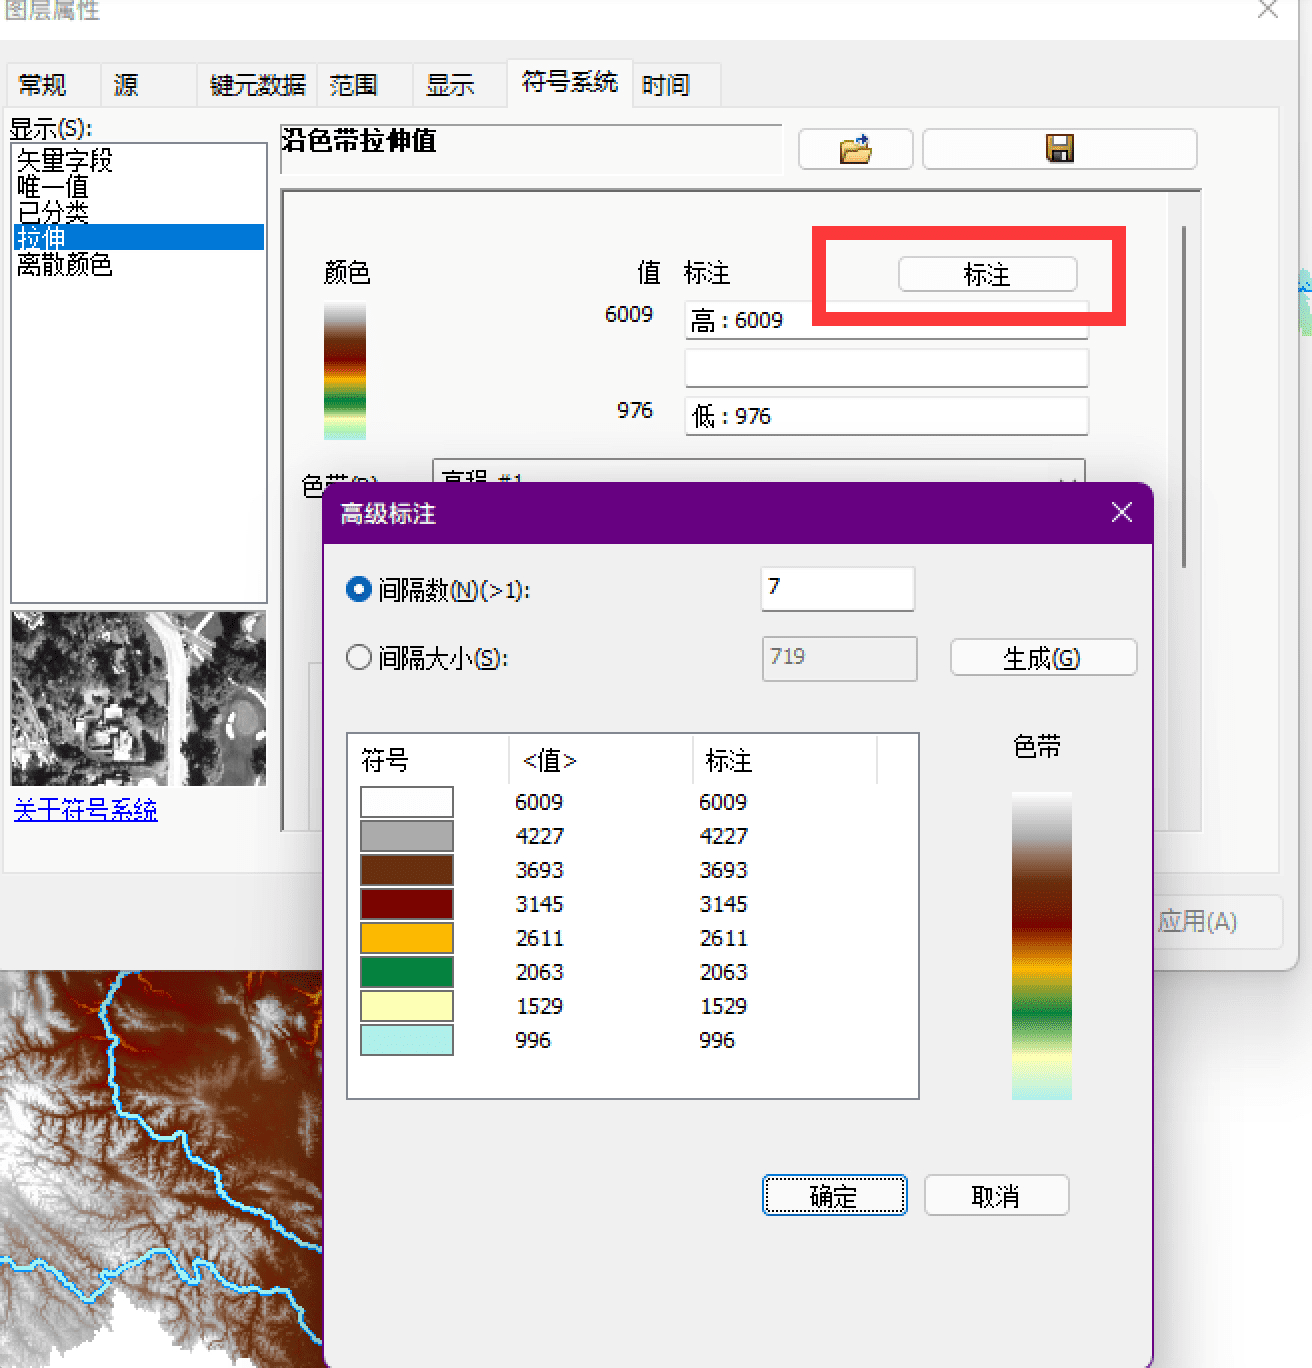 图层属性
常规 源 键元数据 范围 显示 符号系统 时间
显示(S):
矢量字段
唯一值
已分类
拉伸
离散颜色
关于符号系统
沿色带拉伸值
颜色 值 标注 标注
6009 高 : 6009
976 低 : 976
色带(R) 高程 #1
应用(A)
高级标注
间隔数(N)(>1): 7
间隔大小(S): 719 生成(G)
符号 <值> 标注 色带
6009 6009
4227 4227
3693 3693
3145 3145
2611 2611
2063 2063
1529 1529
996 996
确定 取消